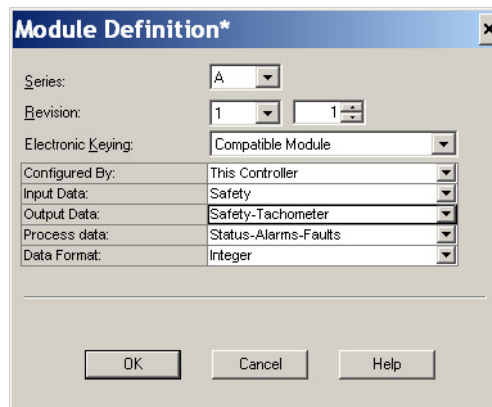 Module Definition*
Series: A
Revision: 1 1
Electronic Keying: Compatible Module
Configured By: This Controller
Input Data: Safety
Output Data: Safety-Tachometer
Process data: Status-Alarms-Faults
Data Format: Integer
OK Cancel Help